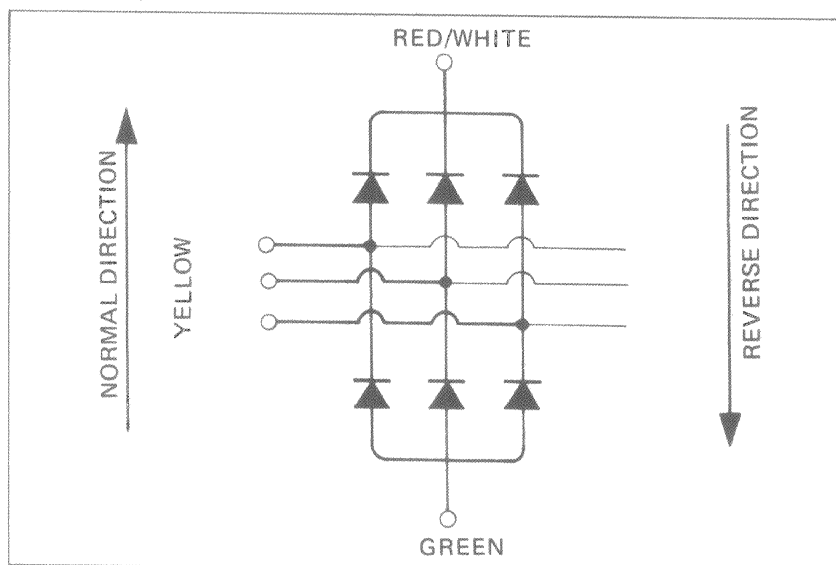 RED/WHITE
NORMAL DIRECTION
YELLOW
REVERSE DIRECTION
GREEN